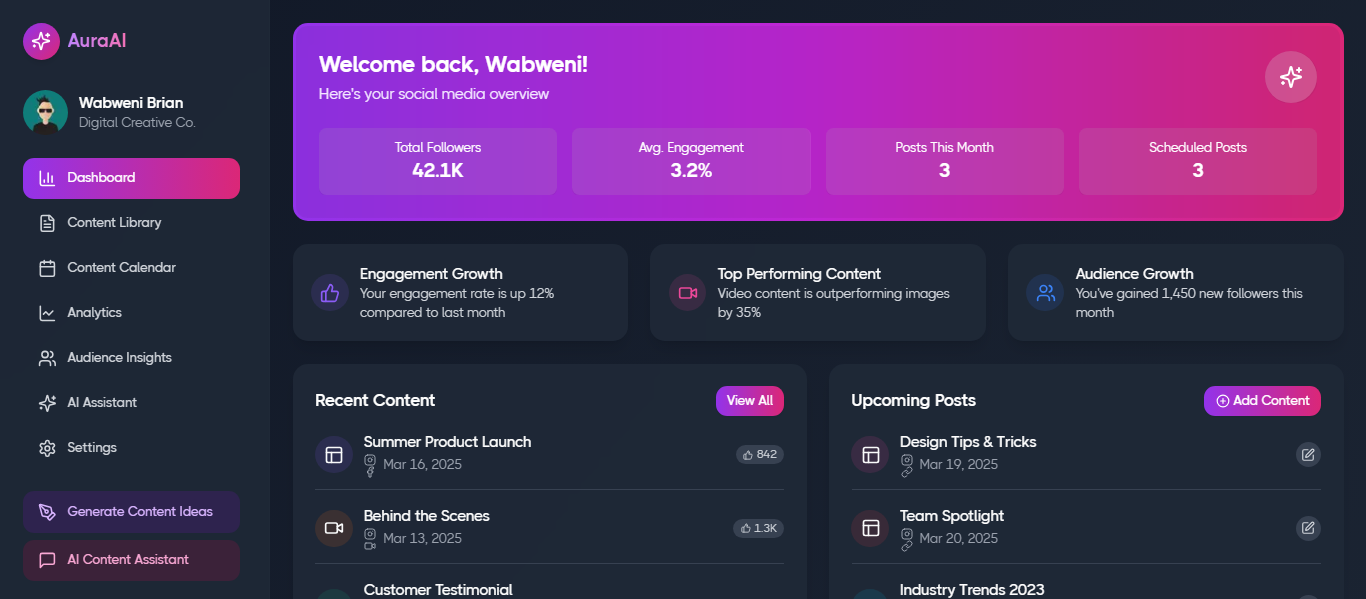 AuraAI
Wabweni Brian
Digital Creative Co.
Dashboard
Content Library
Content Calendar
Analytics
Audience Insights
AI Assistant
Settings
Generate Content Ideas
AI Content Assistant
Welcome back, Wabweni!
Here's your social media overview
Total Followers
42.1K
Avg. Engagement
3.2%
Posts This Month
3
Scheduled Posts
3
Engagement Growth
Your engagement rate is up 12%
compared to last month
Top Performing Content
Video content is outperforming images
by 35%
Audience Growth
You've gained 1,450 new followers this
month
Recent Content
View All
Summer Product Launch
Mar 16, 2025
842
Behind the Scenes
Mar 13, 2025
1.3K
Customer Testimonial
Upcoming Posts
Add Content
Design Tips & Tricks
Mar 19, 2025
Team Spotlight
Mar 20, 2025
Industry Trends 2023